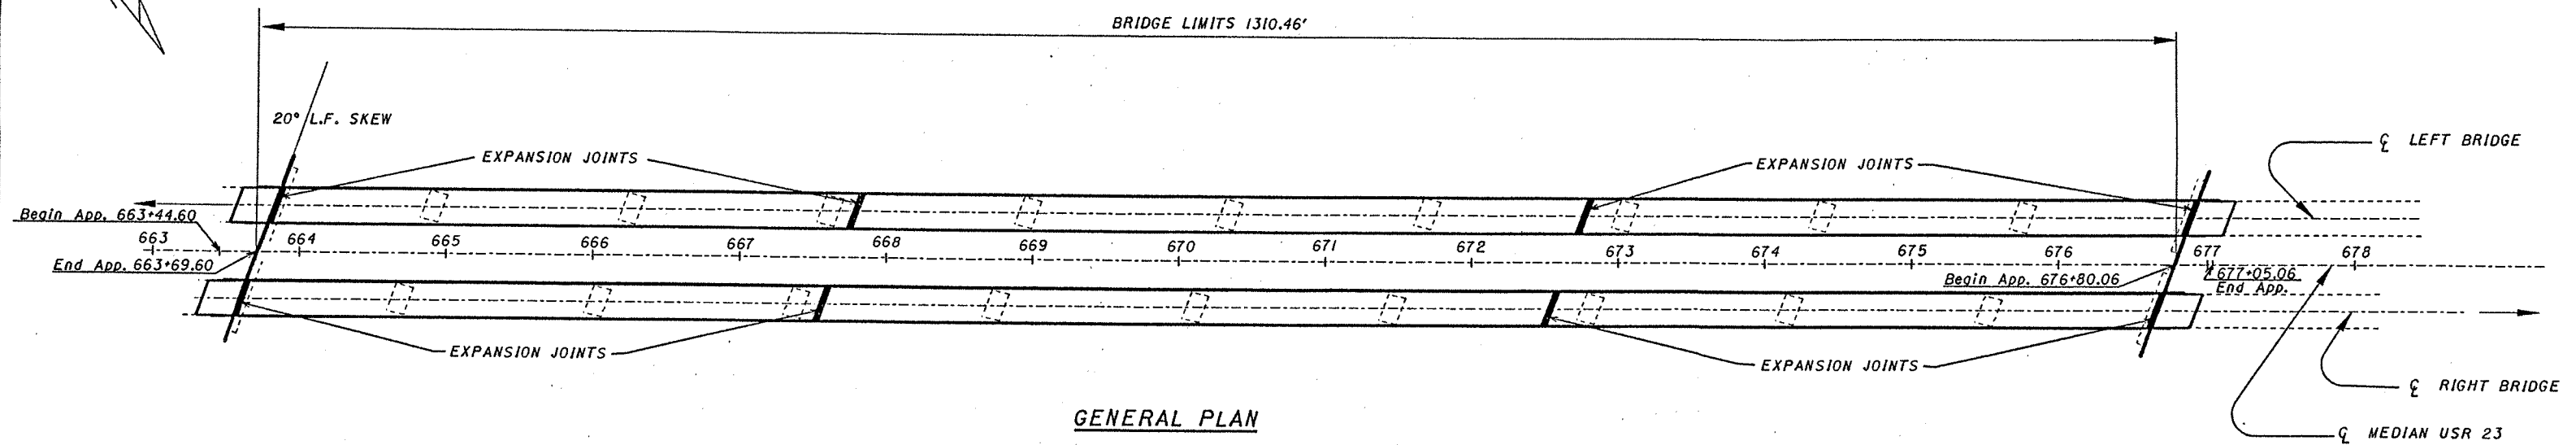 BRIDGE LIMITS 1310.46'
20° L.F. SKEW
EXPANSION JOINTS
EXPANSION JOINTS
℄ LEFT BRIDGE
Begin App. 663+44.60
663 664 665 666 667 668 669 670 671 672 673 674 675 676 677 678
End App. 663+69.60
Begin App. 676+80.06
677+05.06
End App.
EXPANSION JOINTS
EXPANSION JOINTS
℄ RIGHT BRIDGE
GENERAL PLAN
℄ MEDIAN USR 23